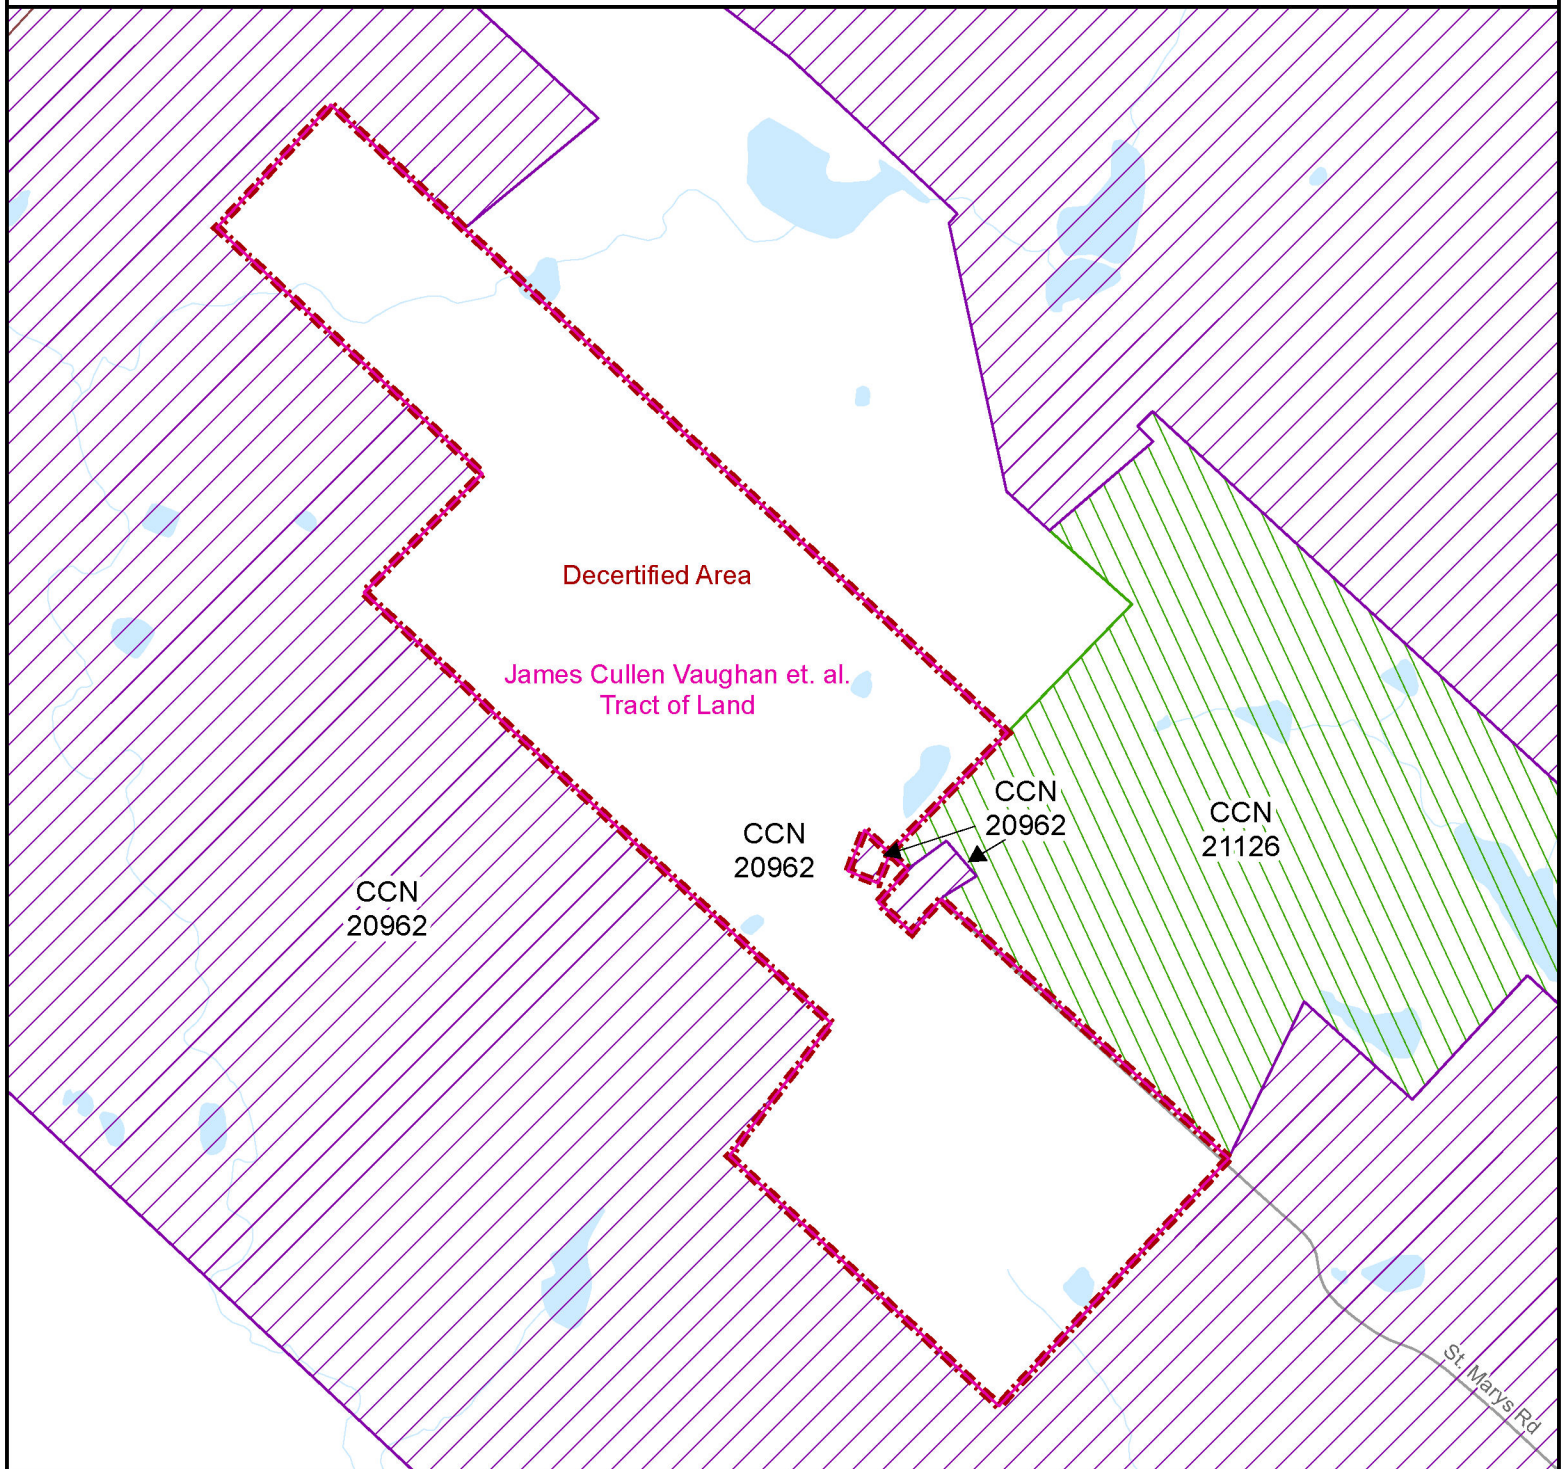 Decertified Area
James Cullen Vaughan et. al.
Tract of Land
CCN
20962
CCN
20962
CCN
21126
CCN
20962
St. Marys Rd